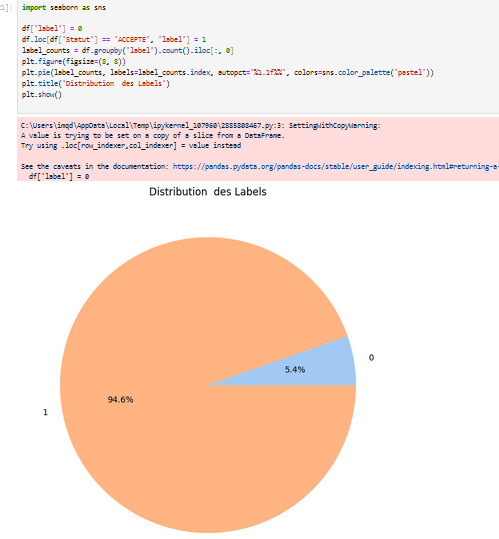 import seaborn as sns
df['label'] = 0
df.loc[df['Statut'] == 'ACCEPTE', 'label'] = 1
label_counts = df.groupby('label').count().iloc[:, 0]
plt.figure(figsize=(8, 8))
plt.pie(label_counts, labels=label_counts.index, autopct='%1.1f%%', colors=sns.color_palette("pastel"))
plt.title("Distribution  des Labels")
plt.show()
C:\Users\imqd\AppData\Local\Temp\ipykernel_107960\2885808467.py:3: SettingWithCopyWarning:
A value is trying to be set on a copy of a slice from a DataFrame.
Try using .loc[row_indexer,col_indexer] = value instead
See the caveats in the documentation: https://pandas.pydata.org/pandas-docs/stable/user_guide/indexing.html#returning-a-
df['label'] = 0
Distribution  des Labels
0
5.4%
94.6%
1